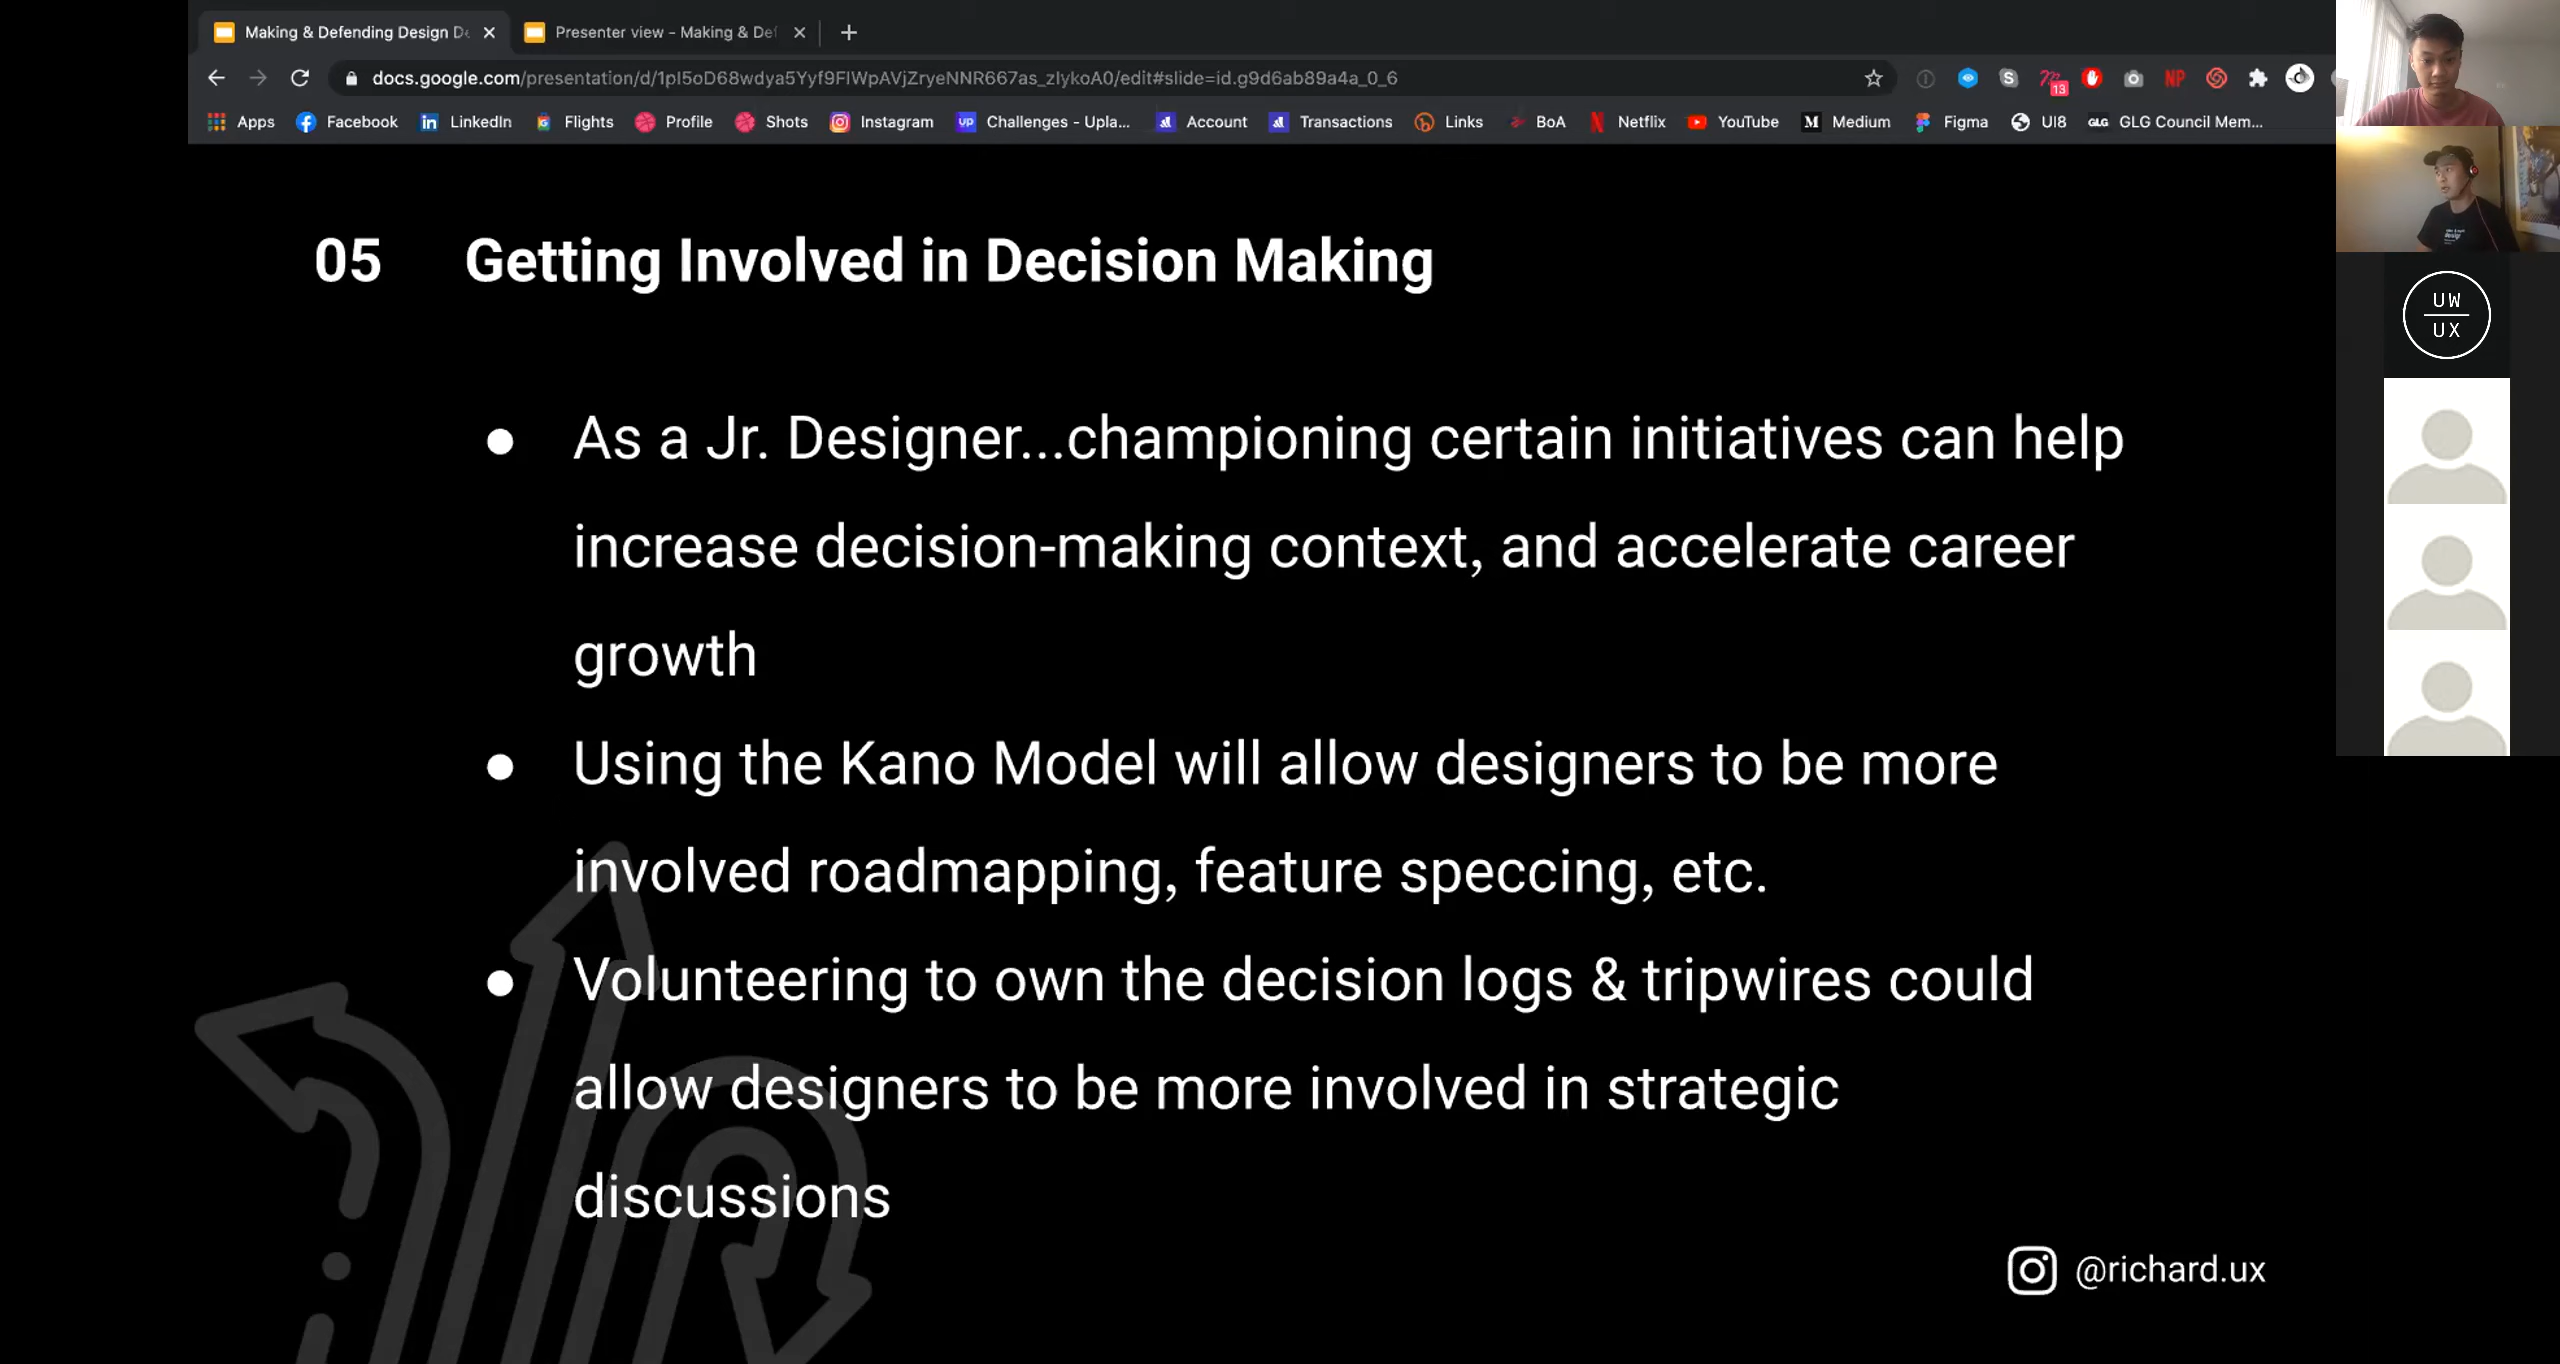 Making & Defending Design De
Presenter view - Making & Def
docs.google.com/presentation/d/1pI5oD68wdya5Yyf9FIWpAVjZryeNNR667as_zlykoA0/edit#slide=id.g9d6ab89a4a_0_6
13
NP
Apps
Facebook
LinkedIn
Flights
Profile
Shots
Instagram
UP
Challenges - Upla...
Account
Transactions
Links
BoA
Netflix
YouTube
Medium
Figma
UI8
GLG
GLG Council Mem...
UW
UX
05 Getting Involved in Decision Making
● As a Jr. Designer...championing certain initiatives can help
increase decision-making context, and accelerate career
growth
● Using the Kano Model will allow designers to be more
involved roadmapping, feature speccing, etc.
● Volunteering to own the decision logs & tripwires could
allow designers to be more involved in strategic
discussions
@richard.ux